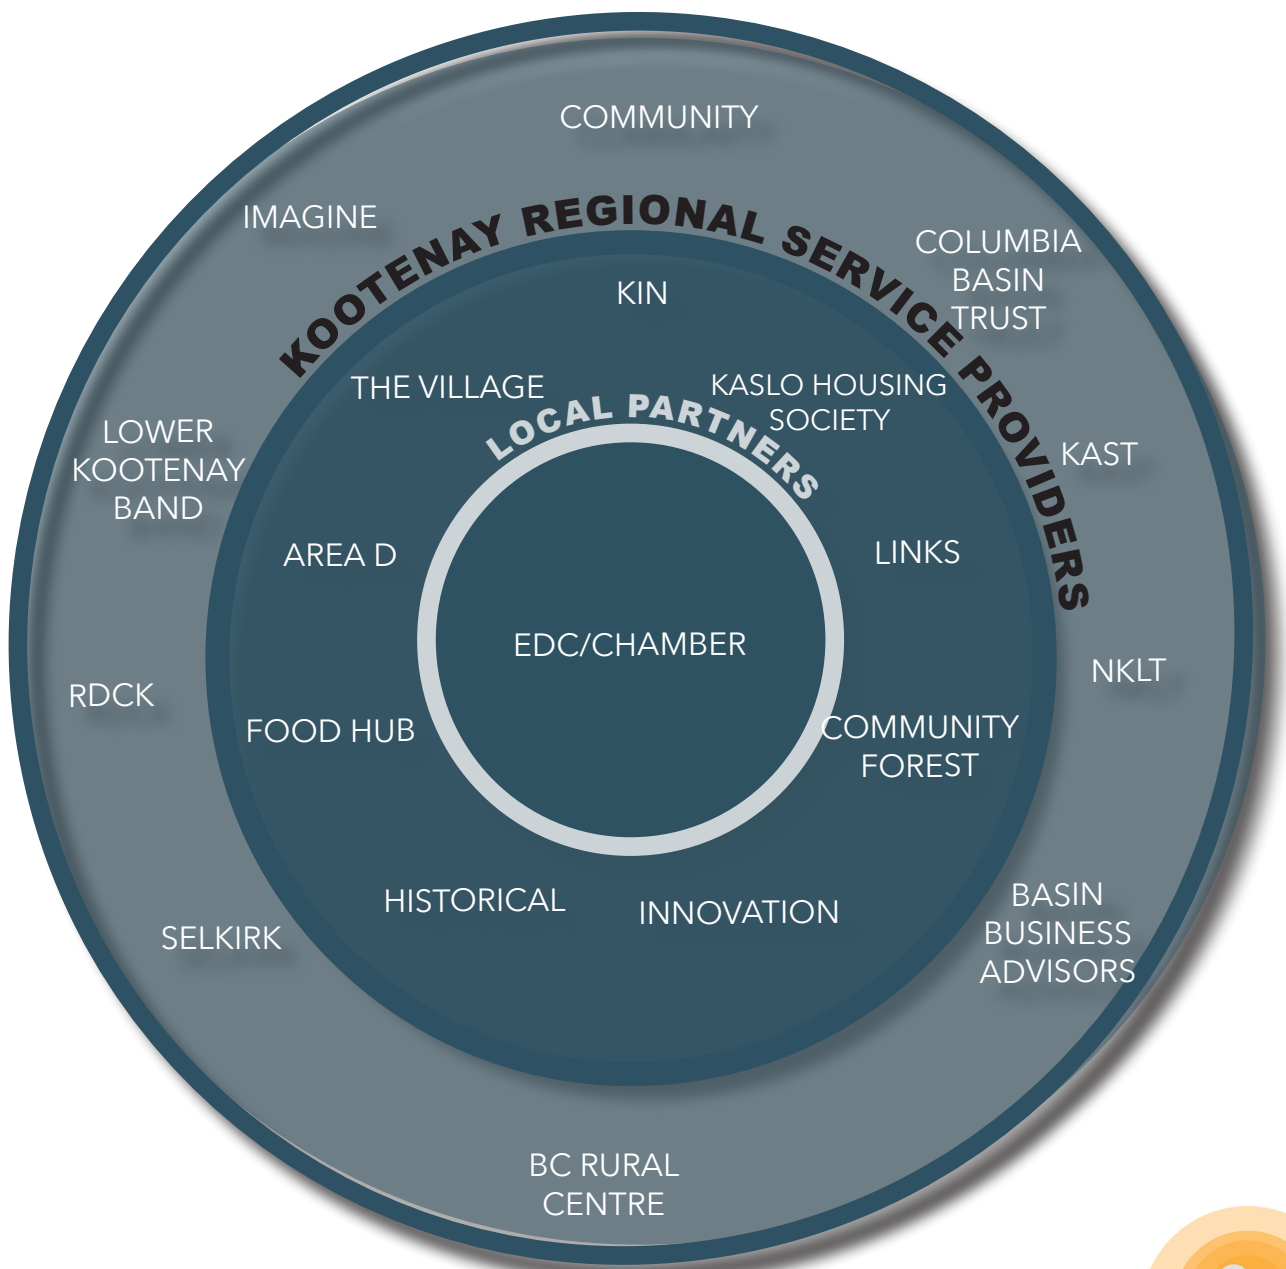 COMMUNITY
IMAGINE
KOOTENAY REGIONAL SERVICE PROVIDERS
COLUMBIA
BASIN
TRUST
KIN
THE VILLAGE
KASLO HOUSING
SOCIETY
LOCAL PARTNERS
LOWER
KOOTENAY
BAND
KAST
AREA D
LINKS
EDC/CHAMBER
RDCK
NKLT
FOOD HUB
COMMUNITY
FOREST
HISTORICAL
INNOVATION
SELKIRK
BASIN
BUSINESS
ADVISORS
BC RURAL
CENTRE